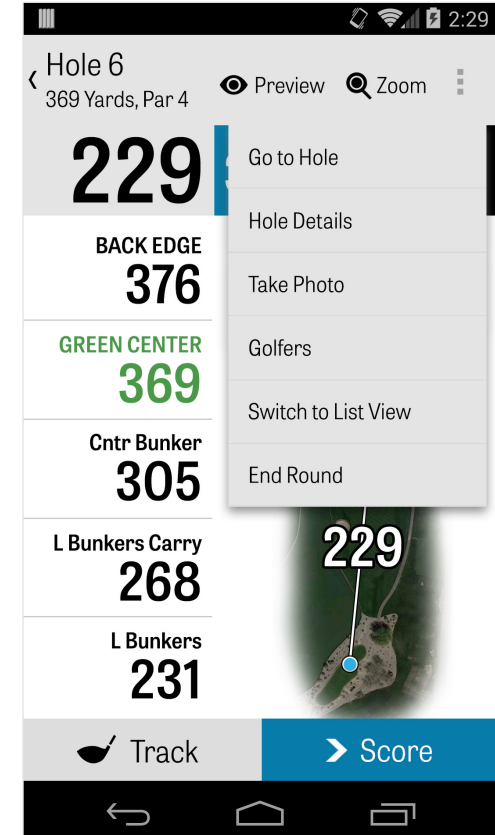 2:29
Hole 6
369 Yards, Par 4
Preview
Zoom
229
Go to Hole
Hole Details
Take Photo
Golfers
Switch to List View
End Round
BACK EDGE
376
GREEN CENTER
369
Cntr Bunker
305
L Bunkers Carry
268
L Bunkers
231
229
Track
Score